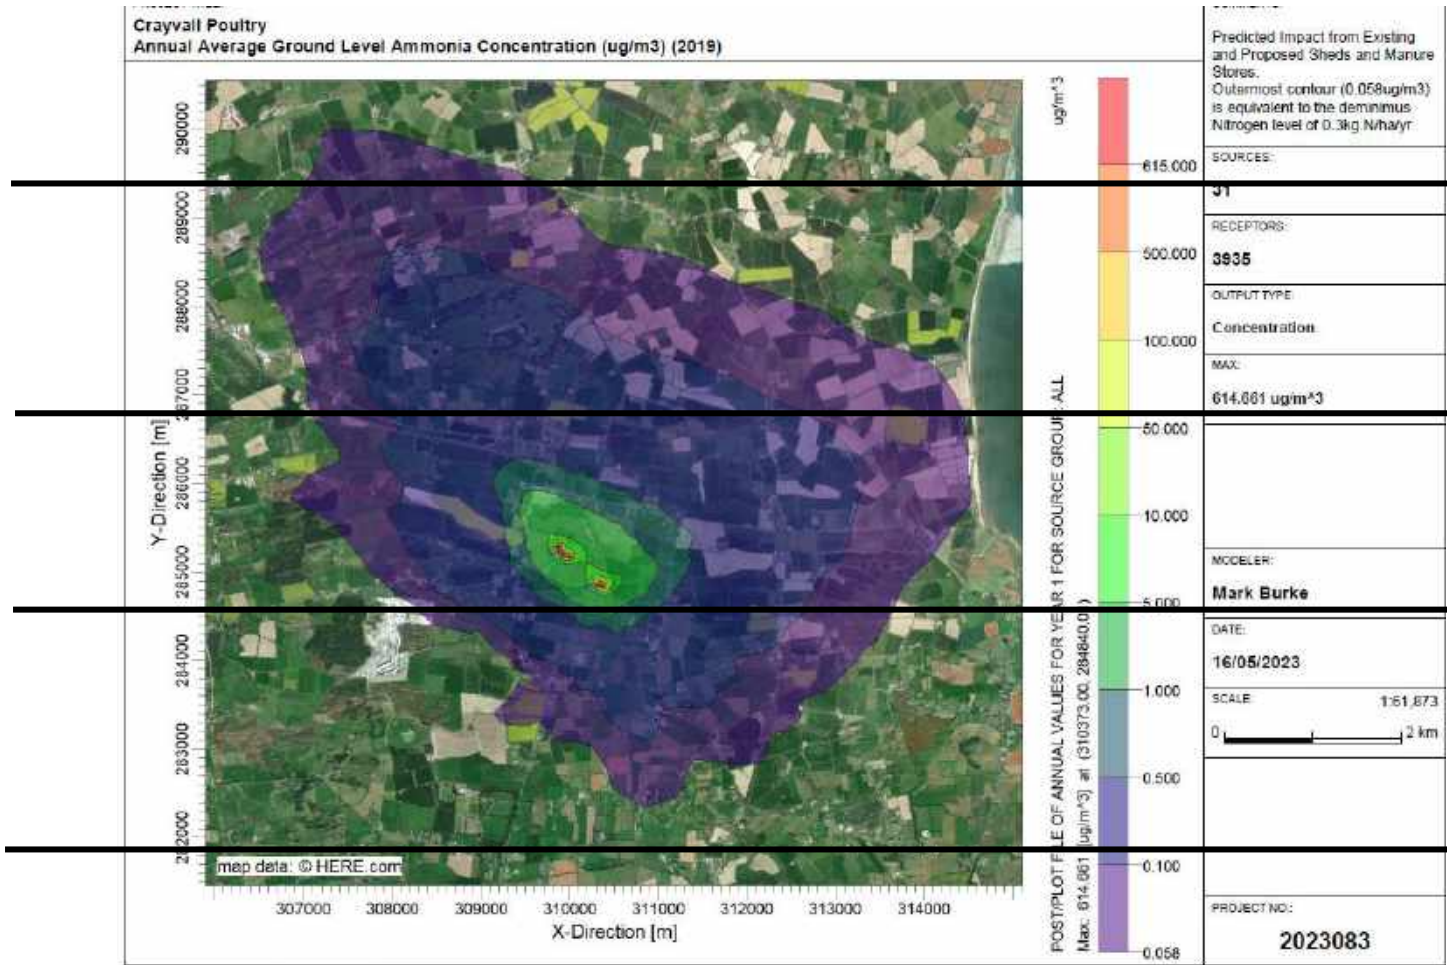 Crayvall Poultry
Annual Average Ground Level Ammonia Concentration (ug/m3) (2019)
Predicted Impact from Existing
and Proposed Sheds and Manure
Stores.
Outermost contour (0.058ug/m3)
is equivalent to the deminimus
Nitrogen level of 0.3kg N/ha/yr
SOURCES:
31
RECEPTORS:
3935
OUTPUT TYPE:
Concentration
MAX:
614.661 ug/m^3
MODELER:
Mark Burke
DATE:
16/05/2023
SCALE:
1:61,873
0
2 km
PROJECT NO.:
2023083
ug/m^3
615.000
500.000
100.000
50.000
10.000
5.000
1.000
0.500
0.100
0.058
POST/PLOT FILE OF ANNUAL VALUES FOR YEAR 1 FOR SOURCE GROUP: ALL
Max: 614.661 [ug/m^3] at (310373.00, 284840.0
Y-Direction [m]
290000
289000
288000
287000
286000
285000
284000
283000
282000
map data: © HERE.com
307000
308000
309000
310000
311000
312000
313000
314000
X-Direction [m]